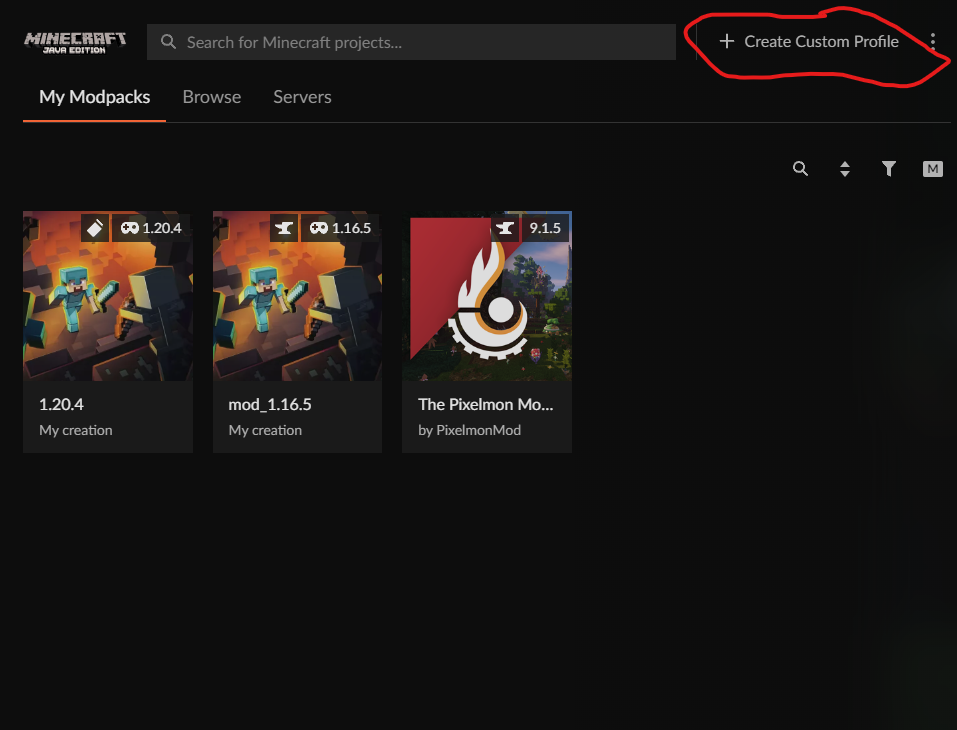 MINECRAFT
JAVA EDITION
Search for Minecraft projects...
Create Custom Profile
My Modpacks
Browse
Servers
M
1.20.4
1.16.5
9.1.5
1.20.4
My creation
mod_1.16.5
My creation
The Pixelmon Mo...
by PixelmonMod